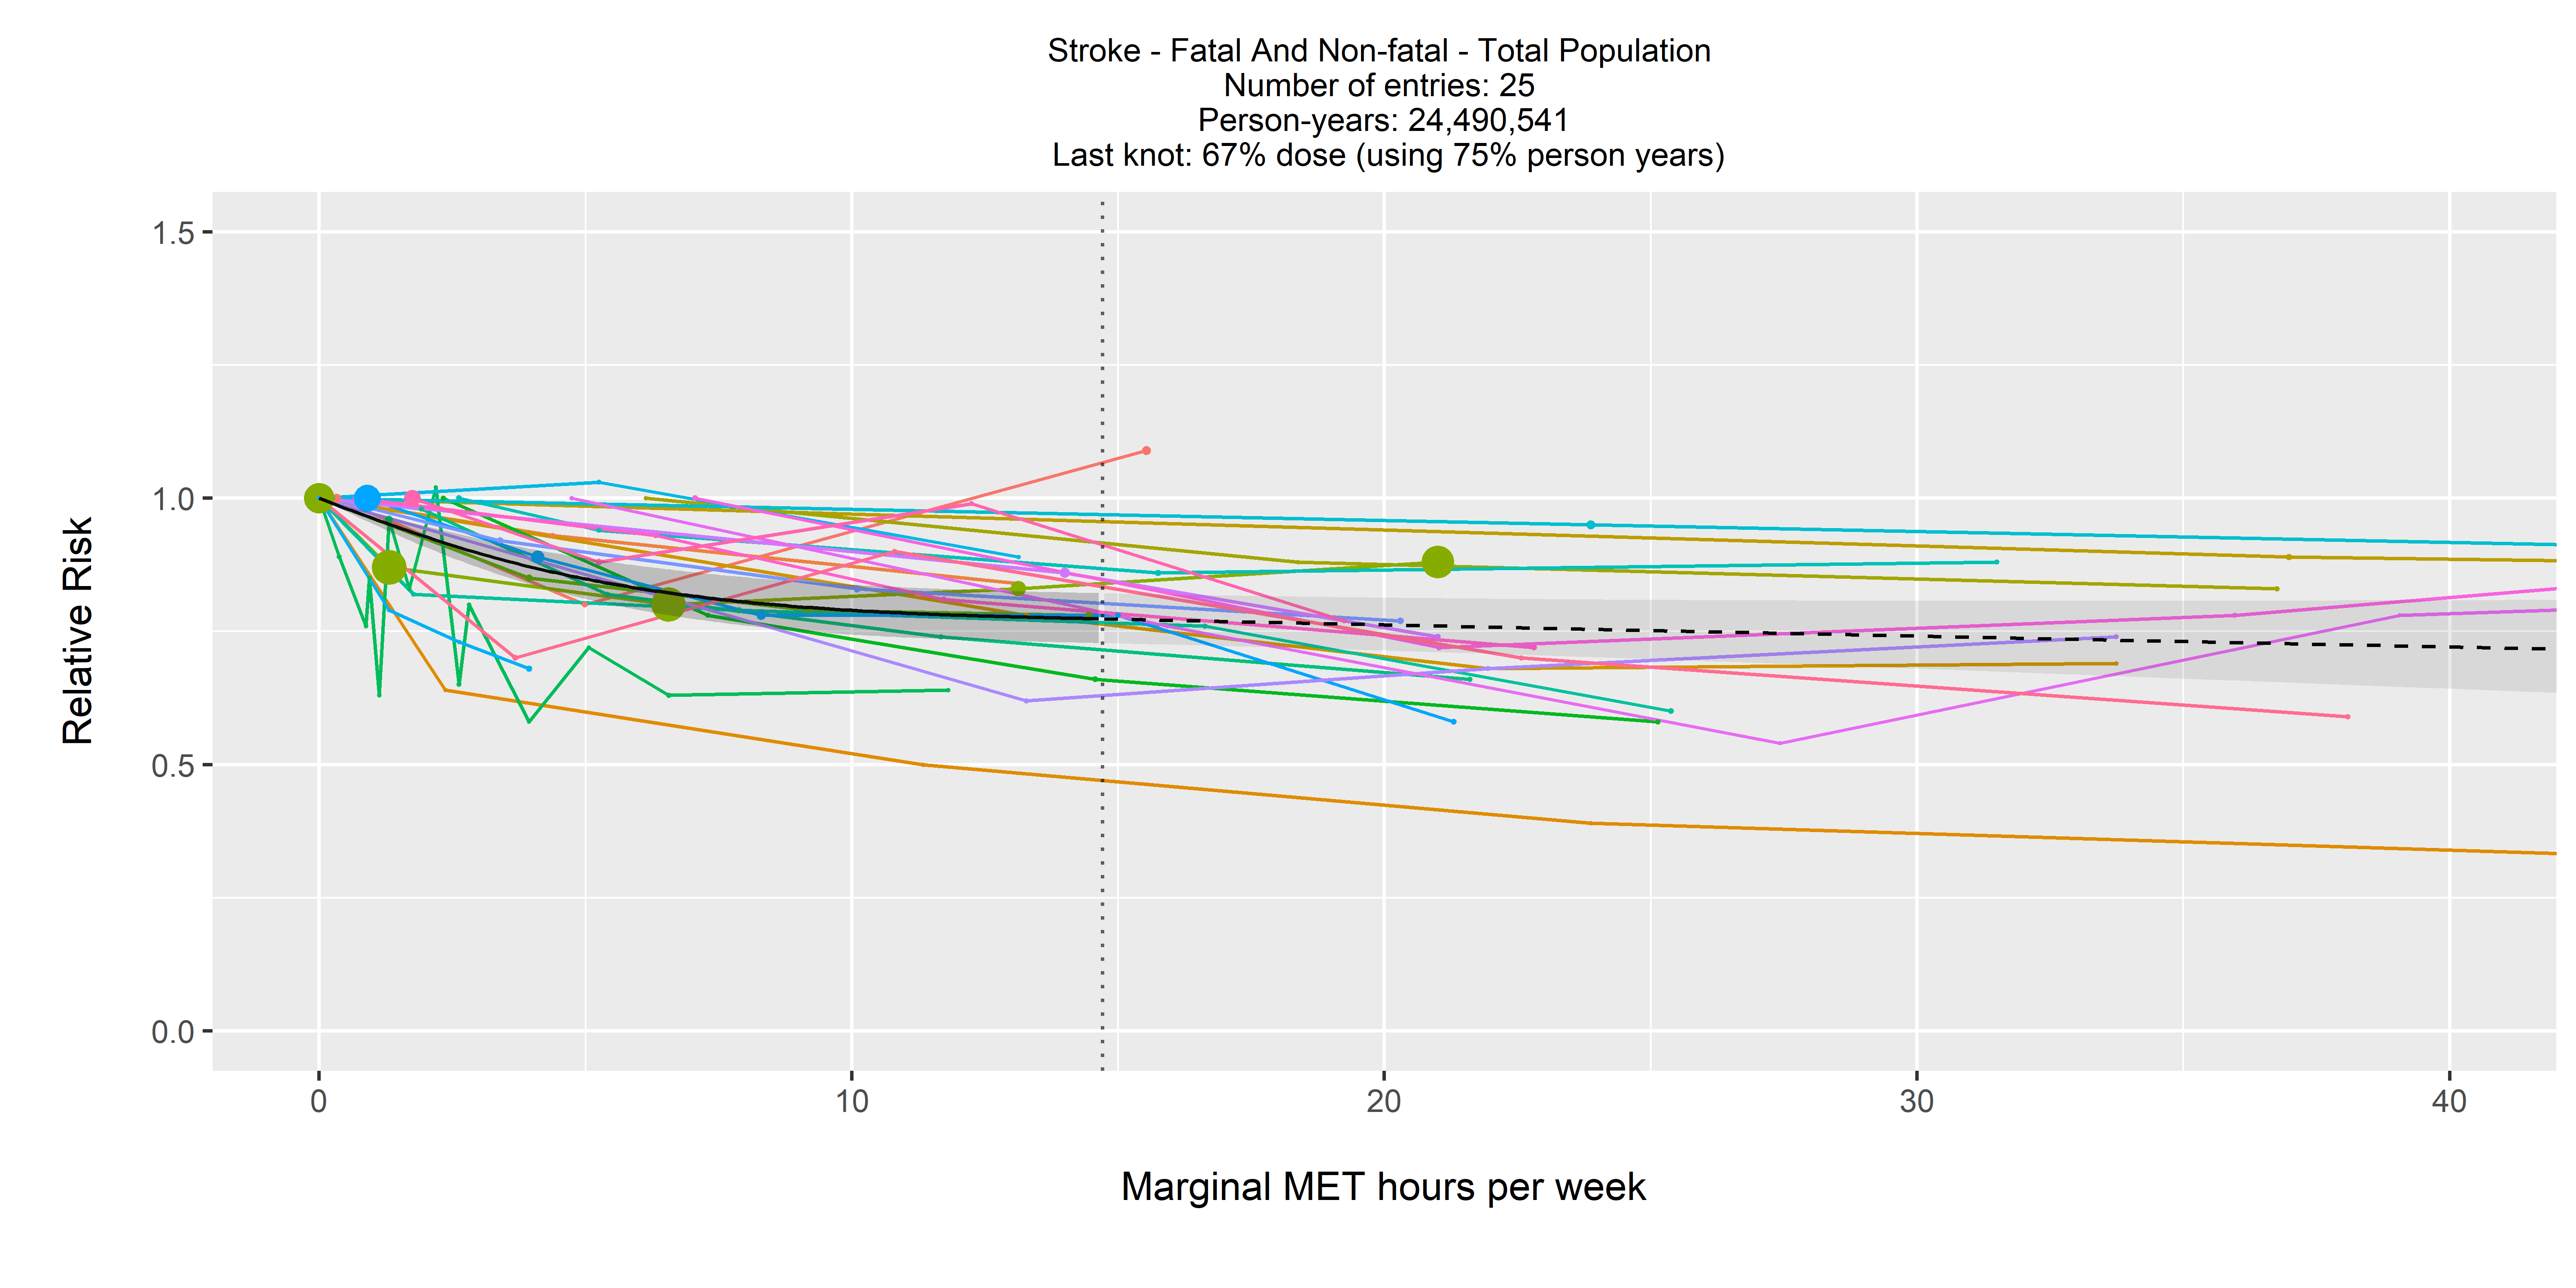 Stroke - Fatal And Non-fatal - Total Population
Number of entries: 25
Person-years: 24,490,541
Last knot: 67% dose (using 75% person years)
1.5
1.0
0.5
0.0
Relative Risk
0 10 20 30 40
Marginal MET hours per week